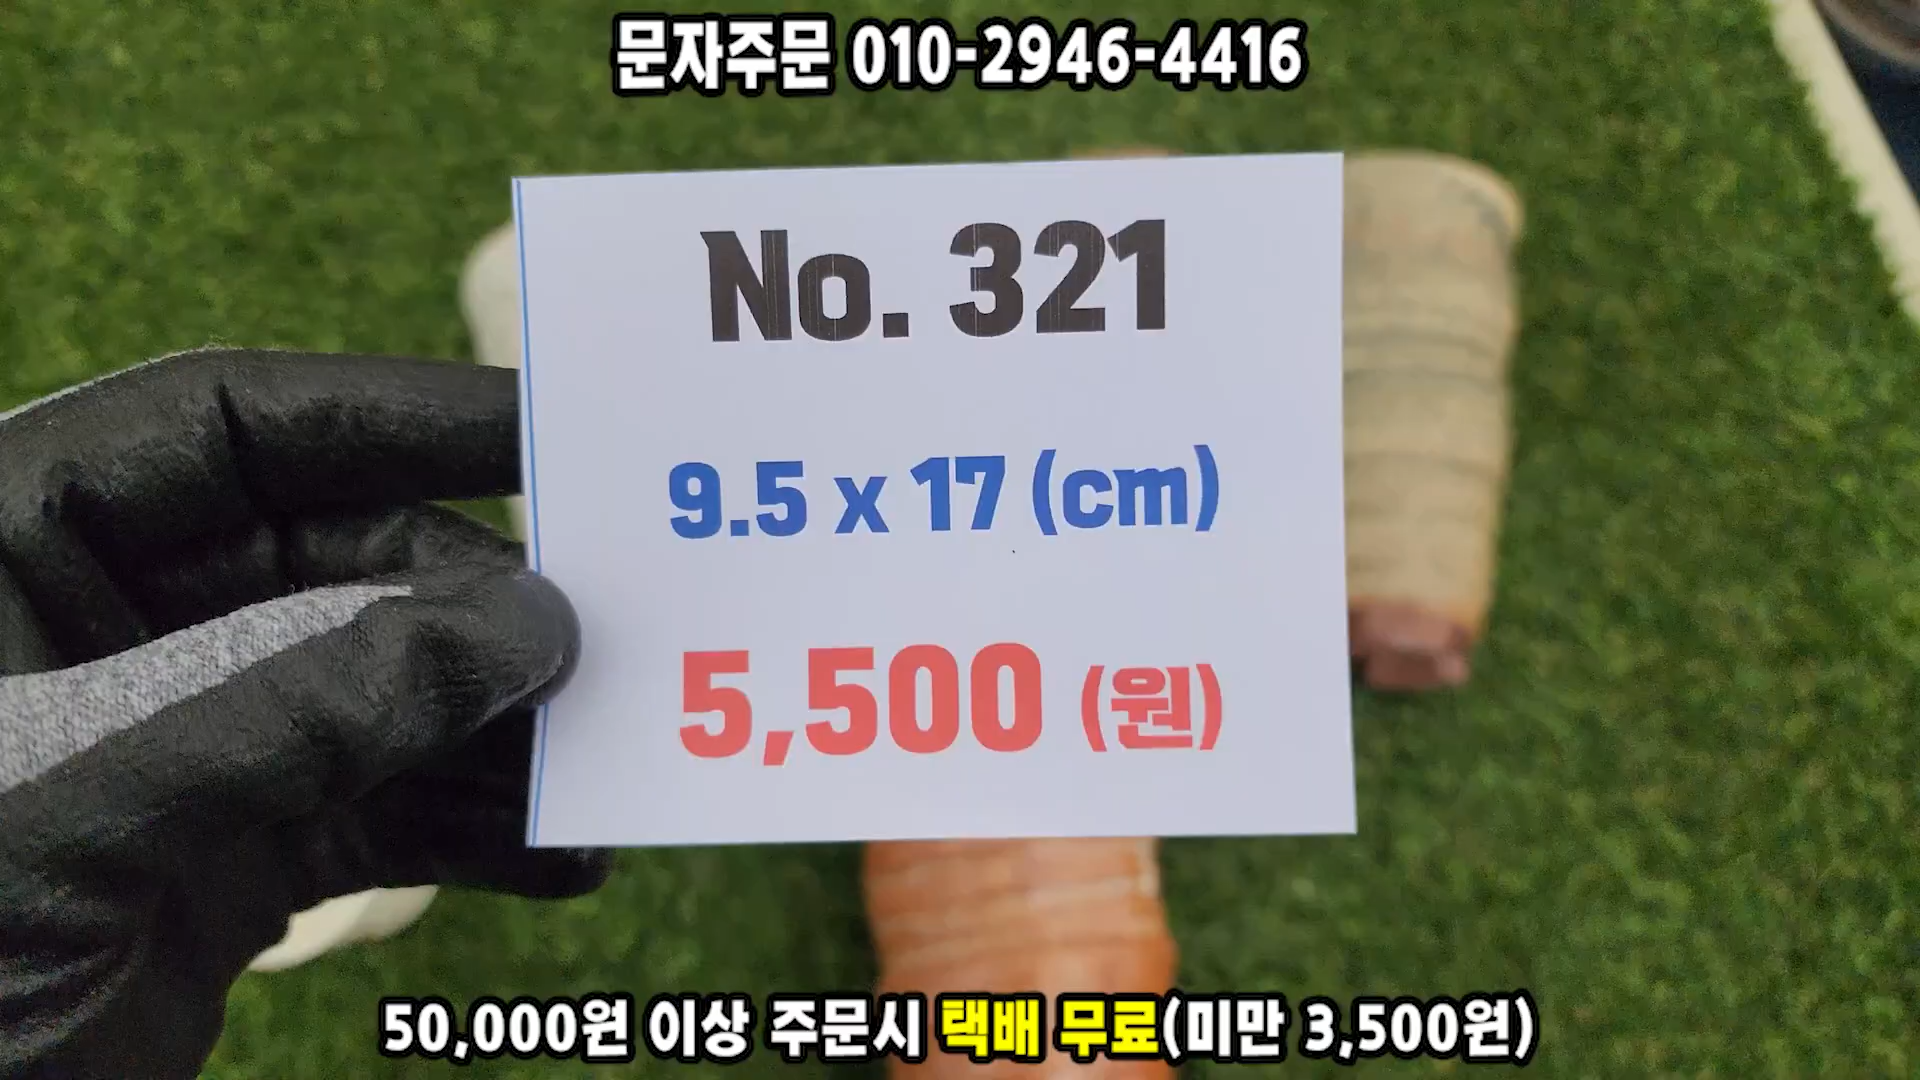 문자주문 010-2946-4416
No. 321
9.5 x 17 (cm)
5,500 (원)
50,000원 이상 주문시 택배 무료(미만 3,500원)